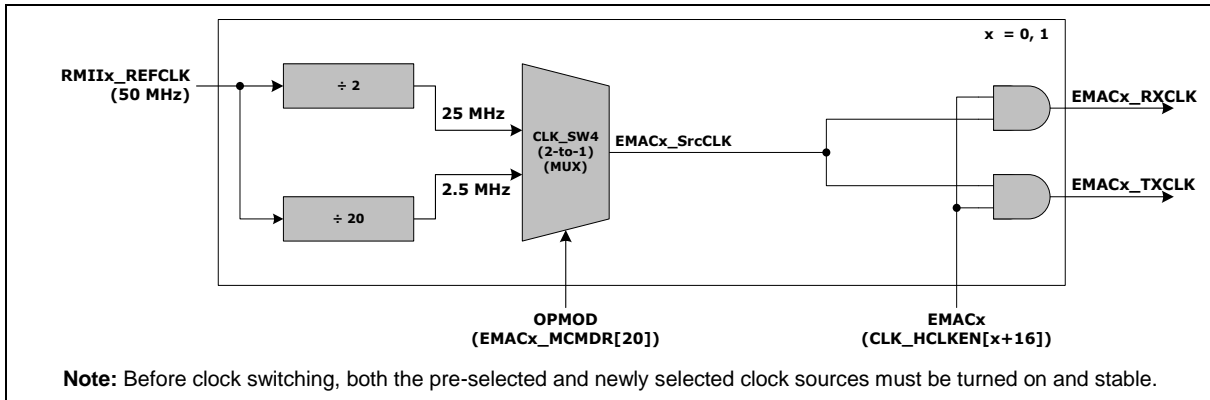 x = 0, 1
RMIIx_REFCLK
(50 MHz)
÷ 2
25 MHz
CLK_SW4
(2-to-1)
(MUX)
EMACx_SrcCLK
2.5 MHz
÷ 20
EMACx_RXCLK
EMACx_TXCLK
OPMOD
(EMACx_MCMDR[20])
EMACx
(CLK_HCLKEN[x+16])
Note: Before clock switching, both the pre-selected and newly selected clock sources must be turned on and stable.